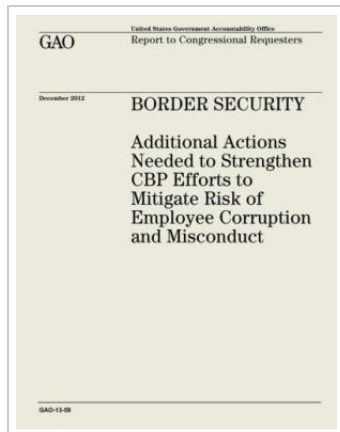 United States Government Accountability Office
GAO
Report to Congressional Requesters
December 2012
BORDER SECURITY
Additional Actions
Needed to Strengthen
CBP Efforts to
Mitigate Risk of
Employee Corruption
and Misconduct
GAO-13-59